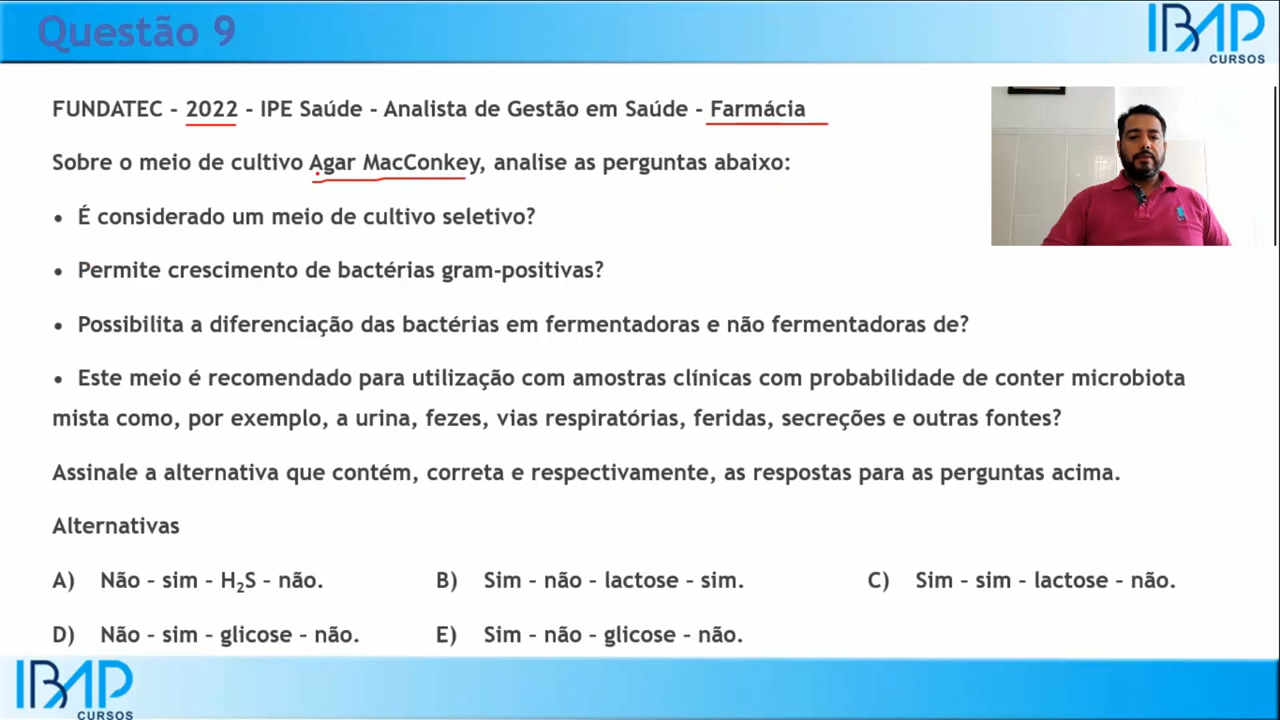 Questão 9
IBAP
CURSOS
FUNDATEC - 2022 - IPE Saúde - Analista de Gestão em Saúde - Farmácia
Sobre o meio de cultivo Agar MacConkey, analise as perguntas abaixo:
• É considerado um meio de cultivo seletivo?
• Permite crescimento de bactérias gram-positivas?
• Possibilita a diferenciação das bactérias em fermentadoras e não fermentadoras de?
• Este meio é recomendado para utilização com amostras clínicas com probabilidade de conter microbiota
mista como, por exemplo, a urina, fezes, vias respiratórias, feridas, secreções e outras fontes?
Assinale a alternativa que contém, correta e respectivamente, as respostas para as perguntas acima.
Alternativas
A) Não – sim – H₂S – não. B) Sim – não – lactose – sim. C) Sim – sim – lactose – não.
D) Não – sim – glicose – não. E) Sim – não – glicose – não.
IBAP
CURSOS